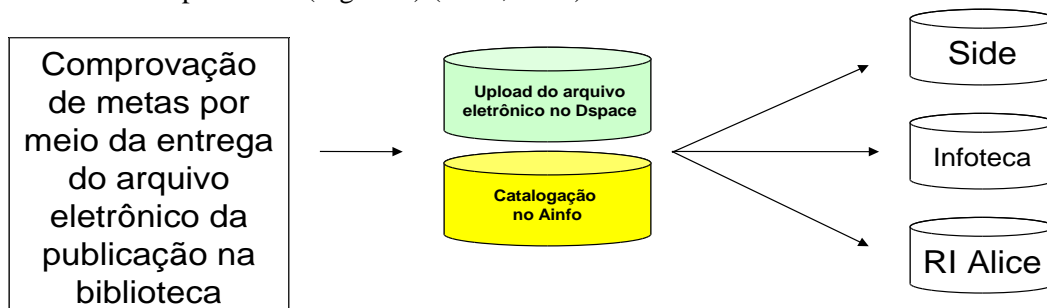 Comprovação
de metas por
meio da entrega
do arquivo
eletrônico da
publicação na
biblioteca
Upload do arquivo
eletrônico no Dspace
Catalogação
no Ainfo
Side
Infoteca
RI Alice